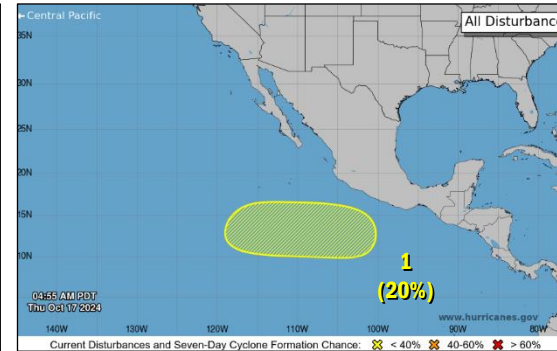 ←Central Pacific
All Disturbance
35N
30N
25N
20N
15N
10N
1
(20%)
04:55 AM PDT
Thu Oct 17 2024
www.hurricanes.gov
140W
130W
120W
110W
100W
90W
80W
Current Disturbances and Seven-Day Cyclone Formation Chance: < 40% 40-60% > 60%